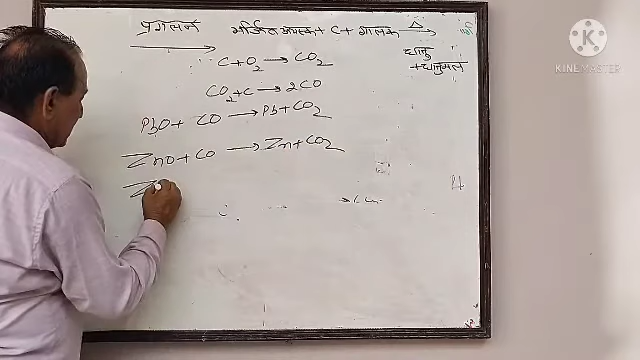 प्रगलन भर्जित अयस्क + C + गालक Δ→ धातु + धातुमल
C + O2 → CO2
CO2 + C → 2CO
PbO + CO → Pb + CO2
ZnO + CO → Zn + CO2
Z
KINEMASTER